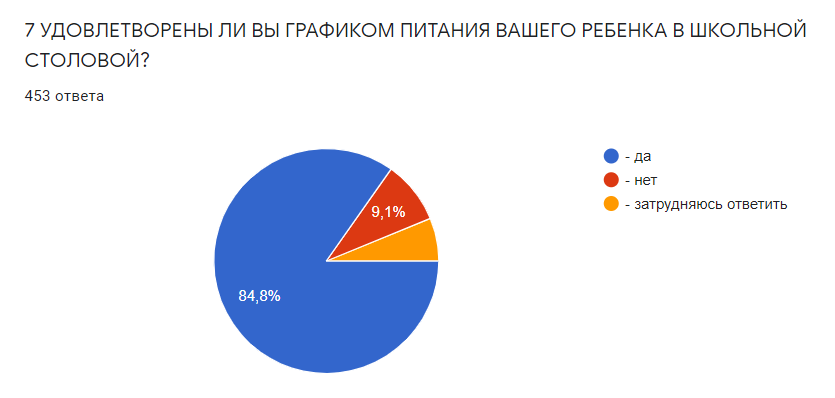 7 УДОВЛЕТВОРЕНЫ ЛИ ВЫ ГРАФИКОМ ПИТАНИЯ ВАШЕГО РЕБЕНКА В ШКОЛЬНОЙ
СТОЛОВОЙ?
453 ответа
- да
- нет
- затрудняюсь ответить
9,1%
84,8%